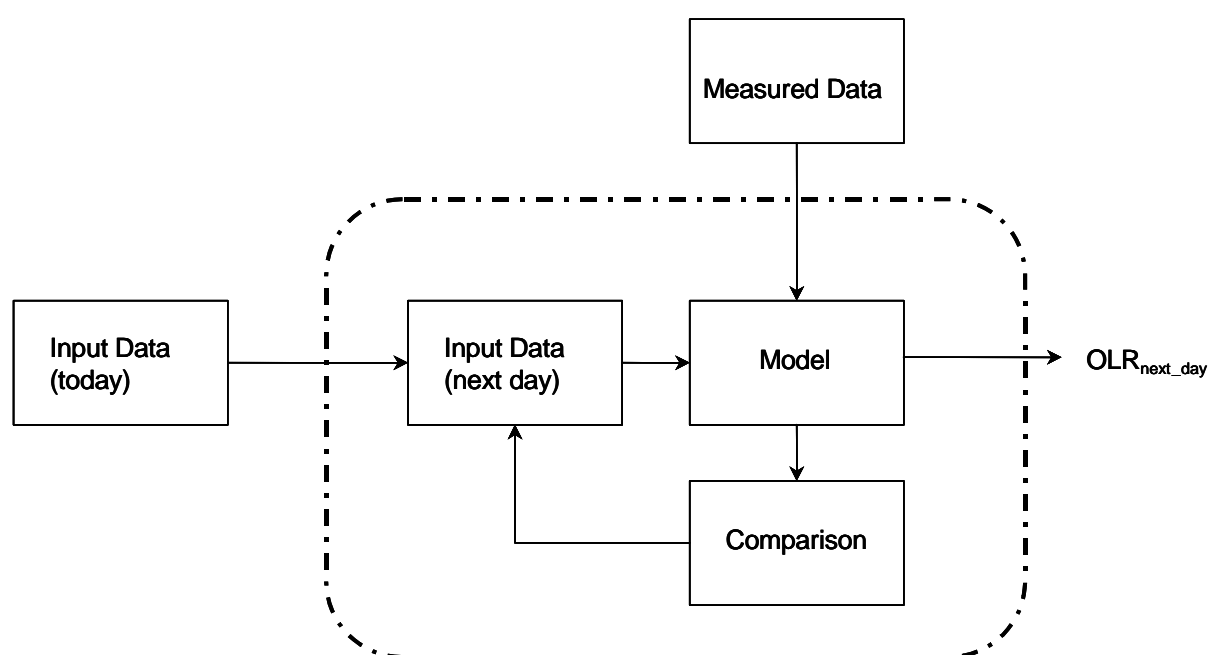 Measured Data
Input Data
(today)
Input Data
(next day)
Model
OLRnext_day
Comparison